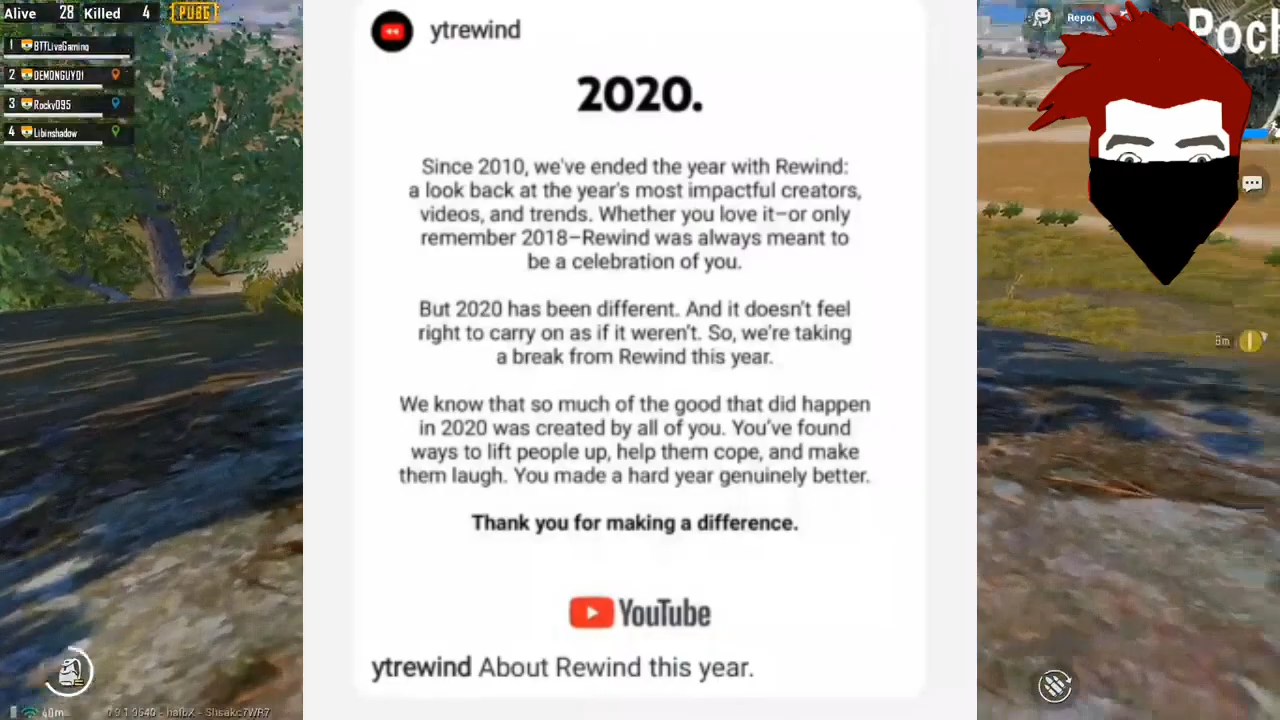 Alive 28 Killed 4 PUBG
1 BTTLiveGaming
2 DEMONGUY01
3 Rocky095
4 Libinshadow
ytrewind
2020.
Since 2010, we've ended the year with Rewind:
a look back at the year's most impactful creators,
videos, and trends. Whether you love it–or only
remember 2018–Rewind was always meant to
be a celebration of you.
But 2020 has been different. And it doesn't feel
right to carry on as if it weren't. So, we're taking
a break from Rewind this year.
We know that so much of the good that did happen
in 2020 was created by all of you. You've found
ways to lift people up, help them cope, and make
them laugh. You made a hard year genuinely better.
Thank you for making a difference.
YouTube
ytrewind About Rewind this year.
Repor
Poch
8m
48m